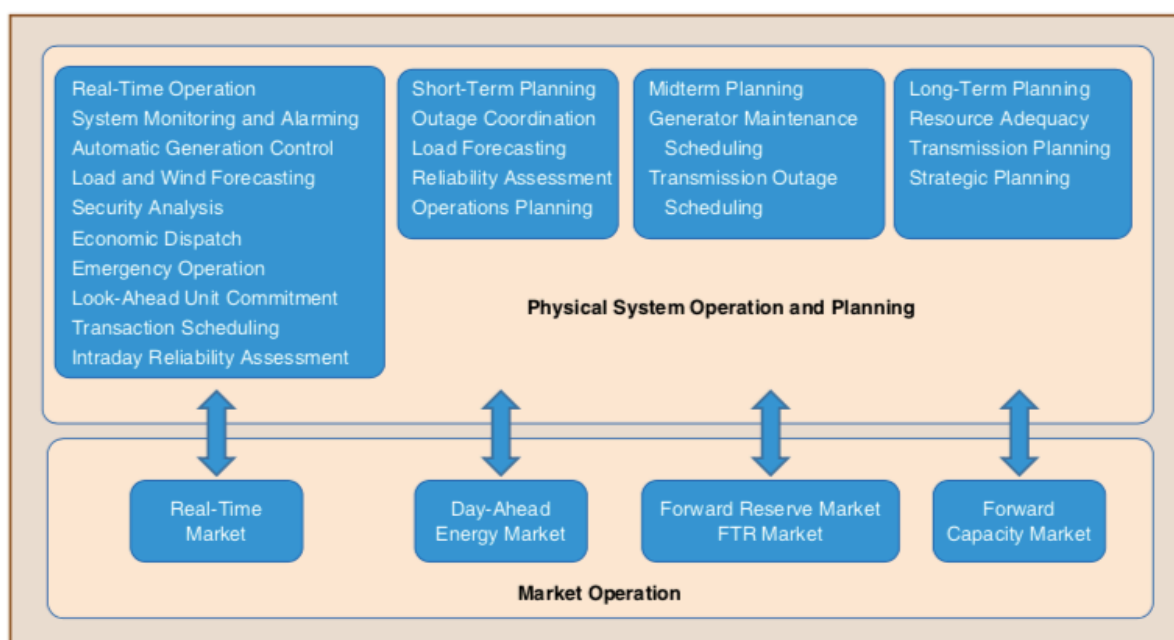 Real-Time Operation
System Monitoring and Alarming
Automatic Generation Control
Load and Wind Forecasting
Security Analysis
Economic Dispatch
Emergency Operation
Look-Ahead Unit Commitment
Transaction Scheduling
Intraday Reliability Assessment
Short-Term Planning
Outage Coordination
Load Forecasting
Reliability Assessment
Operations Planning
Midterm Planning
Generator Maintenance
Scheduling
Transmission Outage
Scheduling
Long-Term Planning
Resource Adequacy
Transmission Planning
Strategic Planning
Physical System Operation and Planning
Real-Time
Market
Day-Ahead
Energy Market
Forward Reserve Market
FTR Market
Forward
Capacity Market
Market Operation